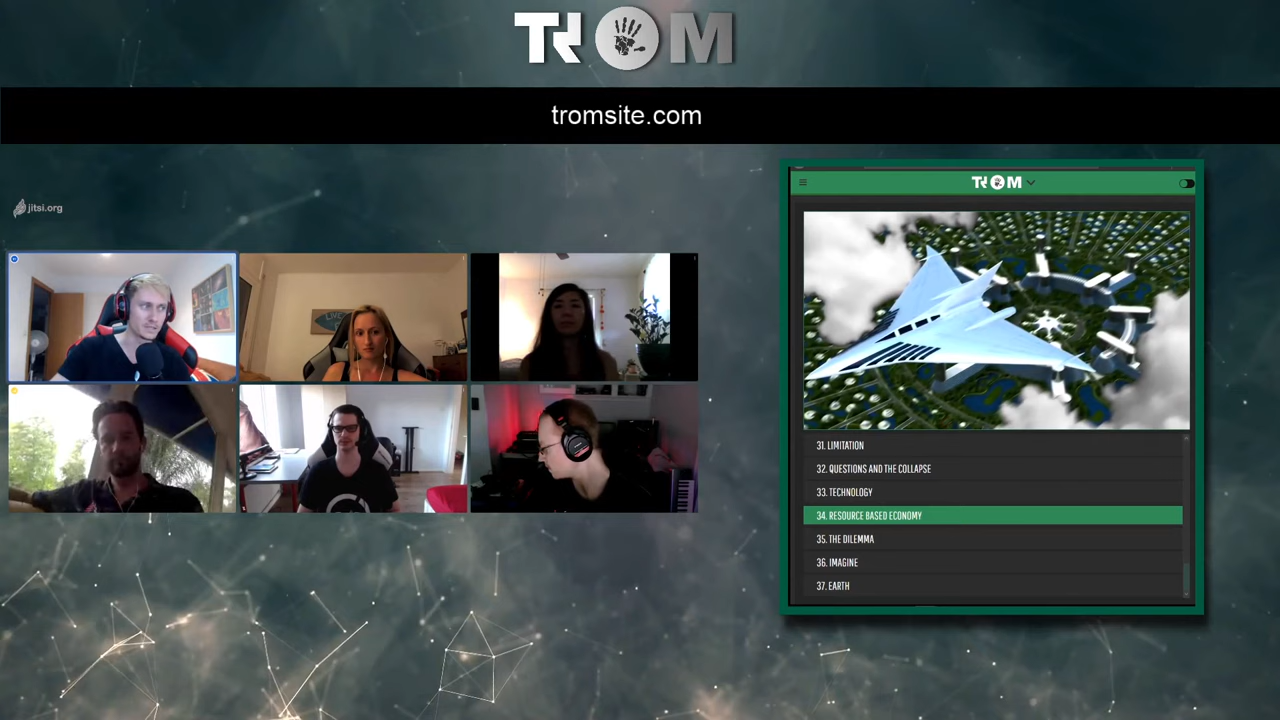 TROM
tromsite.com
jitsi.org
LIVE
TROM
31. LIMITATION
32. QUESTIONS AND THE COLLAPSE
33. TECHNOLOGY
34. RESOURCE BASED ECONOMY
35. THE DILEMMA
36. IMAGINE
37. EARTH